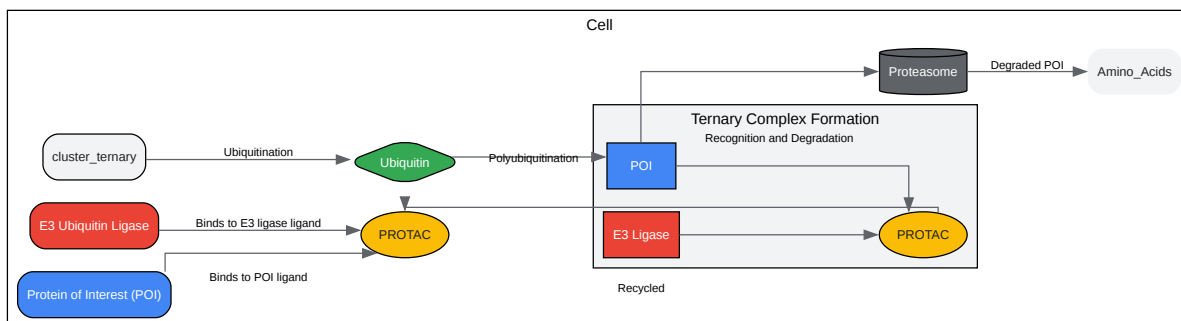 Cell
Proteasome
Degraded POI
Amino_Acids
Ternary Complex Formation
Recognition and Degradation
cluster_ternary
Ubiquitination
Ubiquitin
Polyubiquitination
POI
E3 Ubiquitin Ligase
Binds to E3 ligase ligand
PROTAC
E3 Ligase
PROTAC
Protein of Interest (POI)
Binds to POI ligand
Recycled